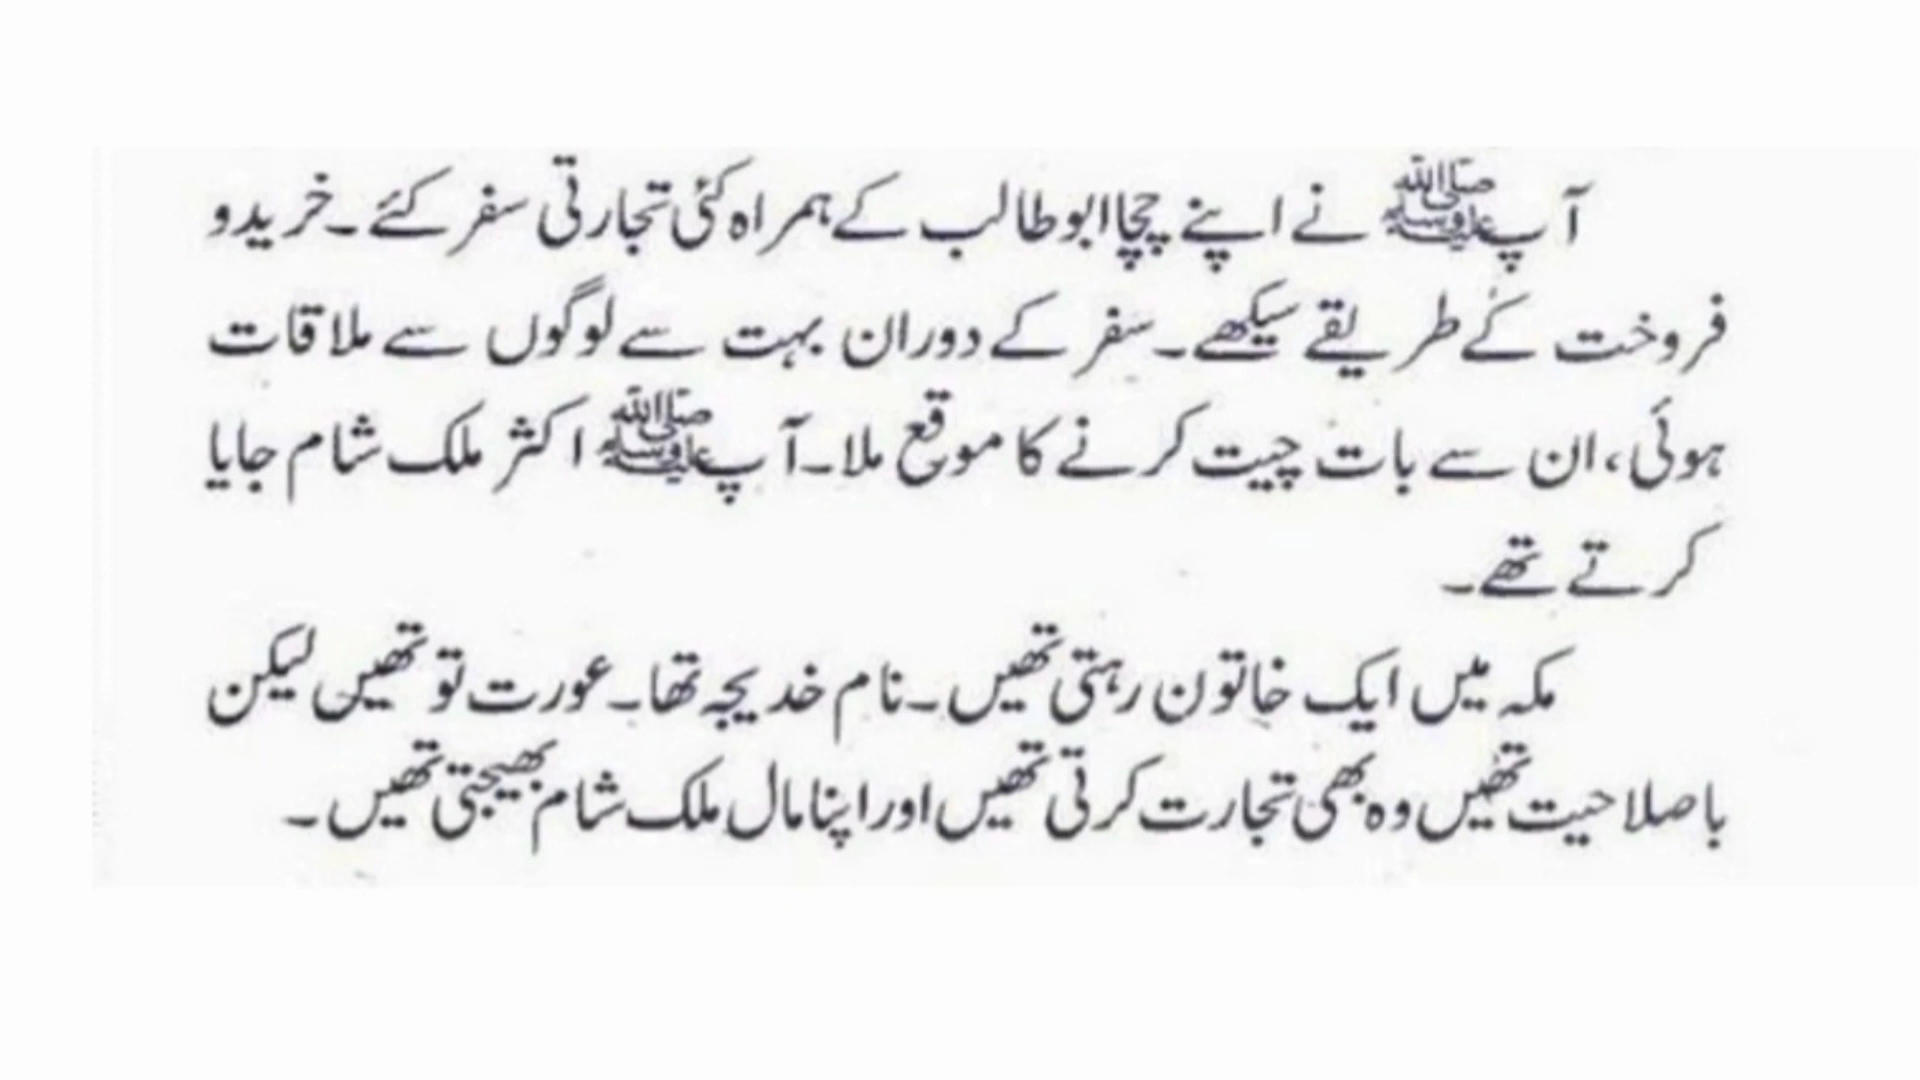 آپ ﷺ نے اپنے چچا ابو طالب کے ہمراہ کئی تجارتی سفر کئے۔ خرید و
فروخت کے طریقے سیکھے۔ سفر کے دوران بہت سے لوگوں سے ملاقات
ہوئی، ان سے بات چیت کرنے کا موقع ملا۔ آپ ﷺ اکثر ملک شام جایا
کرتے تھے۔
مکہ میں ایک خاتون رہتی تھیں۔ نام خدیجہ تھا۔ عورت تو تھیں لیکن
باصلاحیت تھیں وہ بھی تجارت کرتی تھیں اور اپنا مال ملک شام بھیجتی تھیں۔